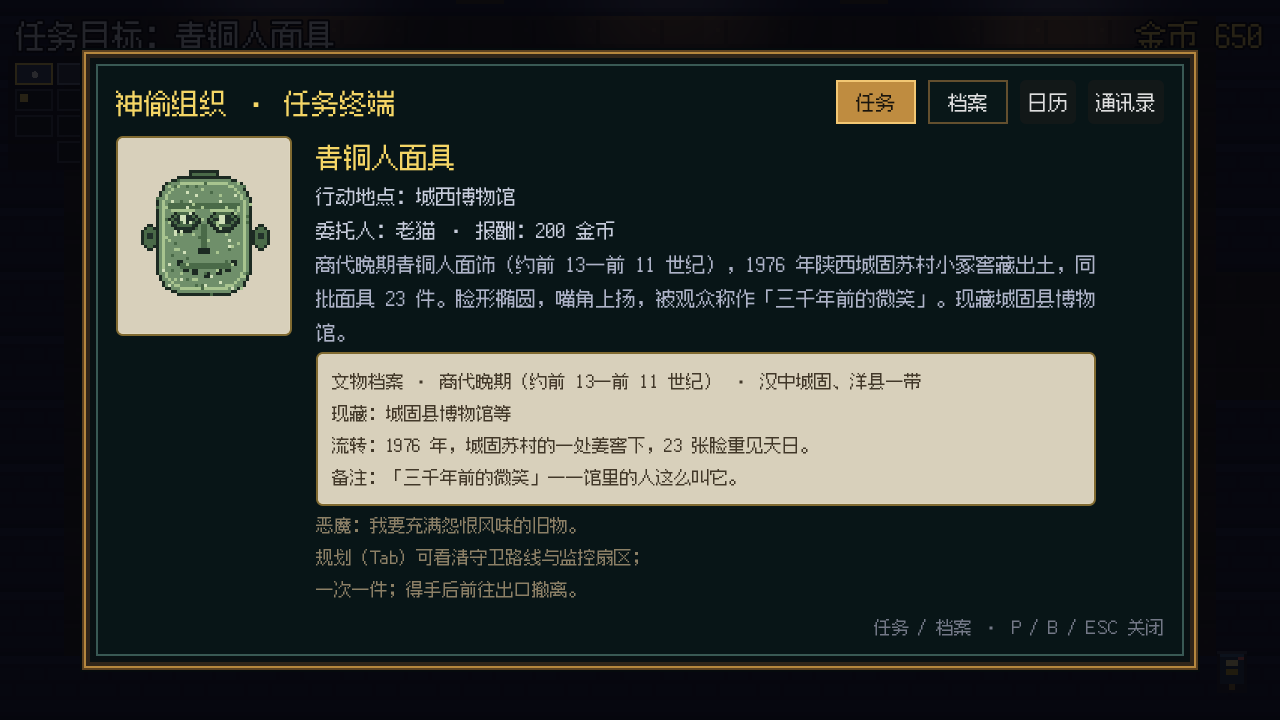 任务目标：青铜人面具
金币 650
神偷组织 · 任务终端
任务
档案
日历
通讯录
青铜人面具
行动地点：城西博物馆
委托人：老猫 · 报酬：200 金币
商代晚期青铜人面饰（约前 13—前 11 世纪），1976 年陕西城固苏村小冢窖藏出土，同
批面具 23 件。脸形椭圆，嘴角上扬，被观众称作「三千年前的微笑」。现藏城固县博物
馆。
文物档案 · 商代晚期（约前 13—前 11 世纪） · 汉中城固、洋县一带
现藏：城固县博物馆等
流转：1976 年，城固苏村的一处姜窖下，23 张脸重见天日。
备注：「三千年前的微笑」——馆里的人这么叫它。
恶魔：我要充满怨恨风味的旧物。
规划（Tab）可看清守卫路线与监控扇区；
一次一件；得手后前往出口撤离。
任务 / 档案 · P / B / ESC 关闭